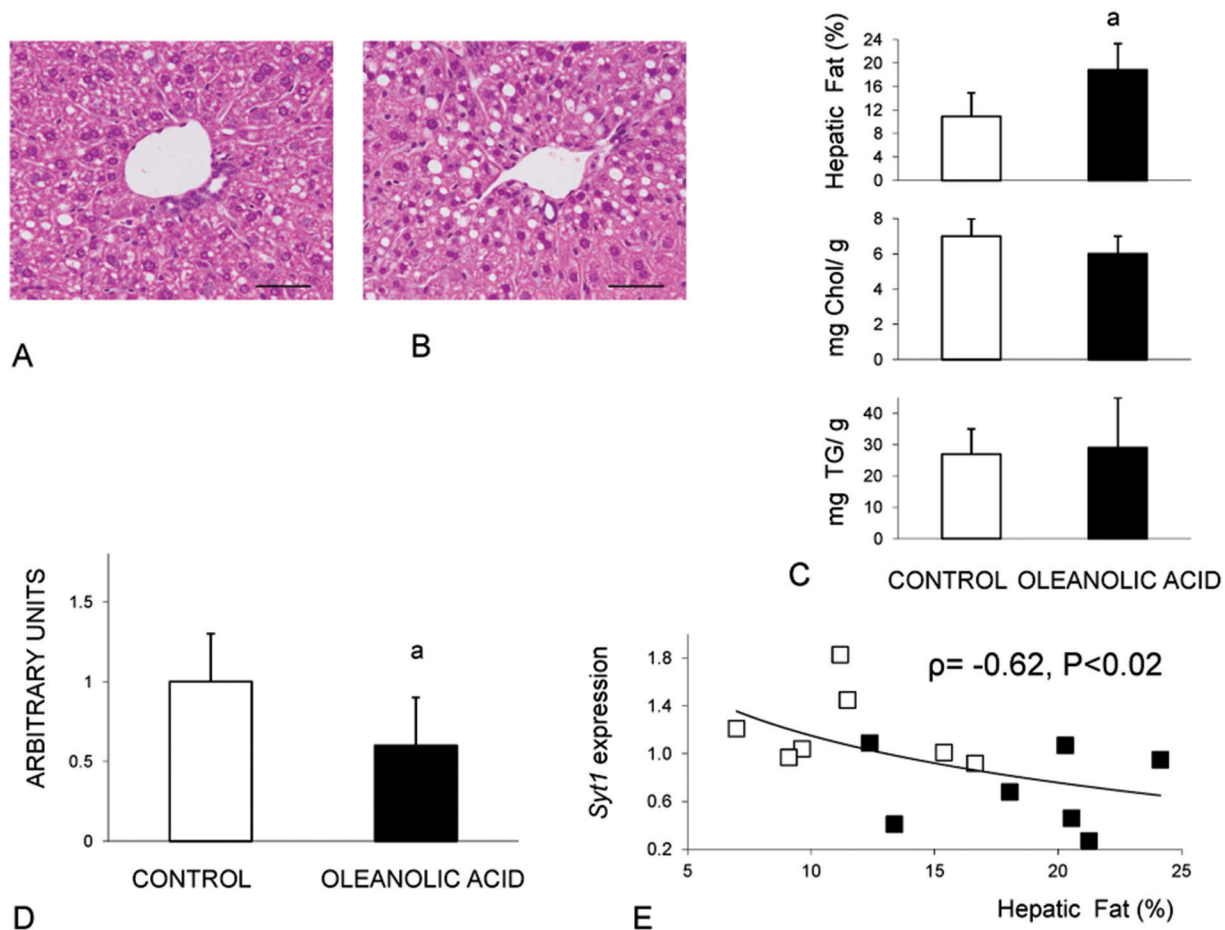 A
B
a
Hepatic Fat (%)
24
20
16
12
8
4
0
mg Chol/ g
8
6
4
2
0
mg TG/ g
40
30
20
10
0
C
CONTROL OLEANOLIC ACID
ARBITRARY UNITS
1.5
1
0.5
0
a
CONTROL
OLEANOLIC ACID
D
Syt1 expression
1.8
1.4
1.0
0.6
0.2
ρ= -0.62, P<0.02
5 10 15 20 25
Hepatic Fat (%)
E